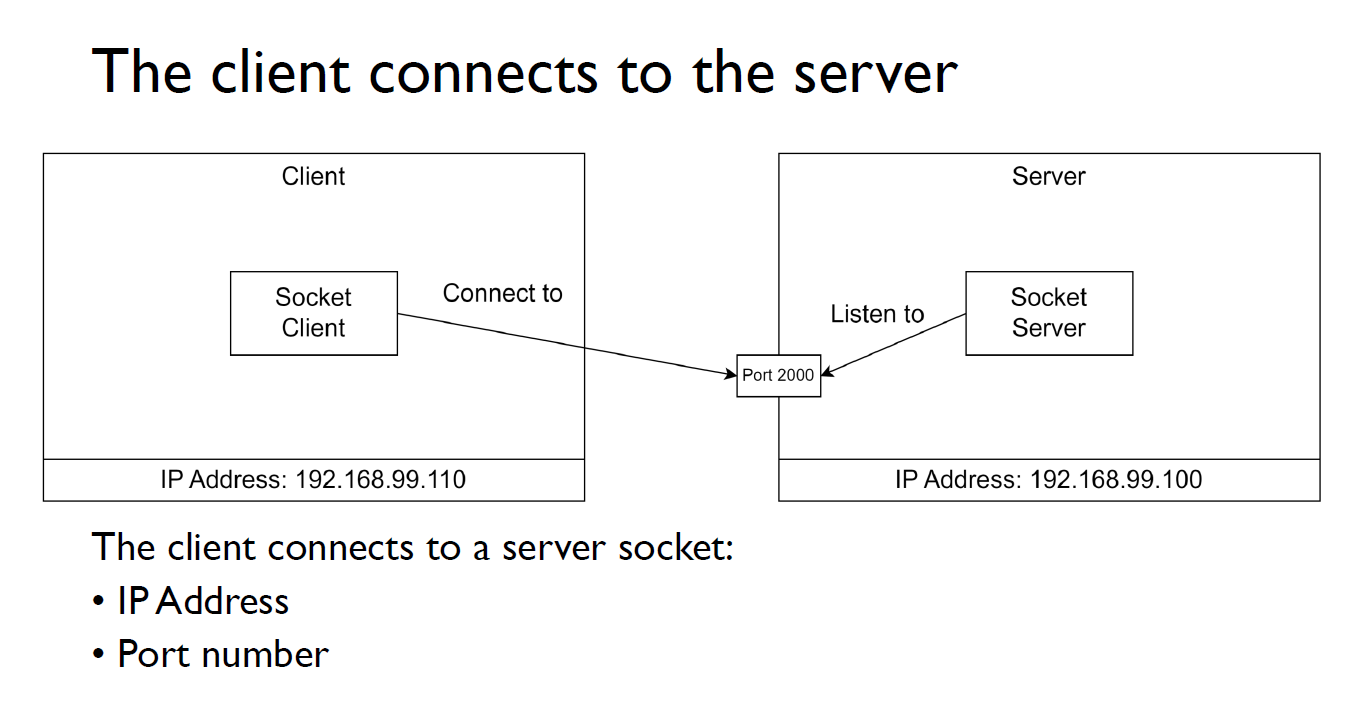 The client connects to the server
Client
Server
Socket
Client
Connect to
Listen to
Socket
Server
Port 2000
IP Address: 192.168.99.110
IP Address: 192.168.99.100
The client connects to a server socket:
• IP Address
• Port number